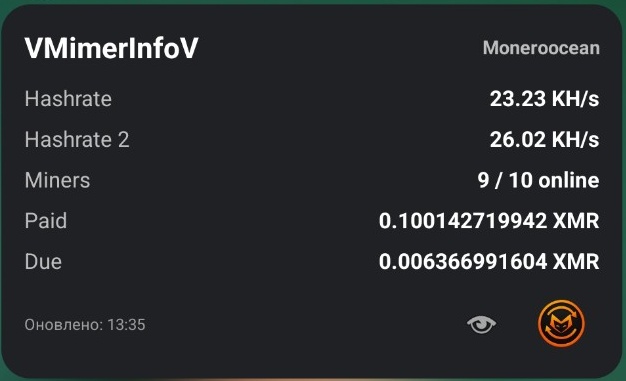 VMimerInfoV Moneroocean
Hashrate 23.23 KH/s
Hashrate 2 26.02 KH/s
Miners 9 / 10 online
Paid 0.100142719942 XMR
Due 0.006366991604 XMR
Оновлено: 13:35